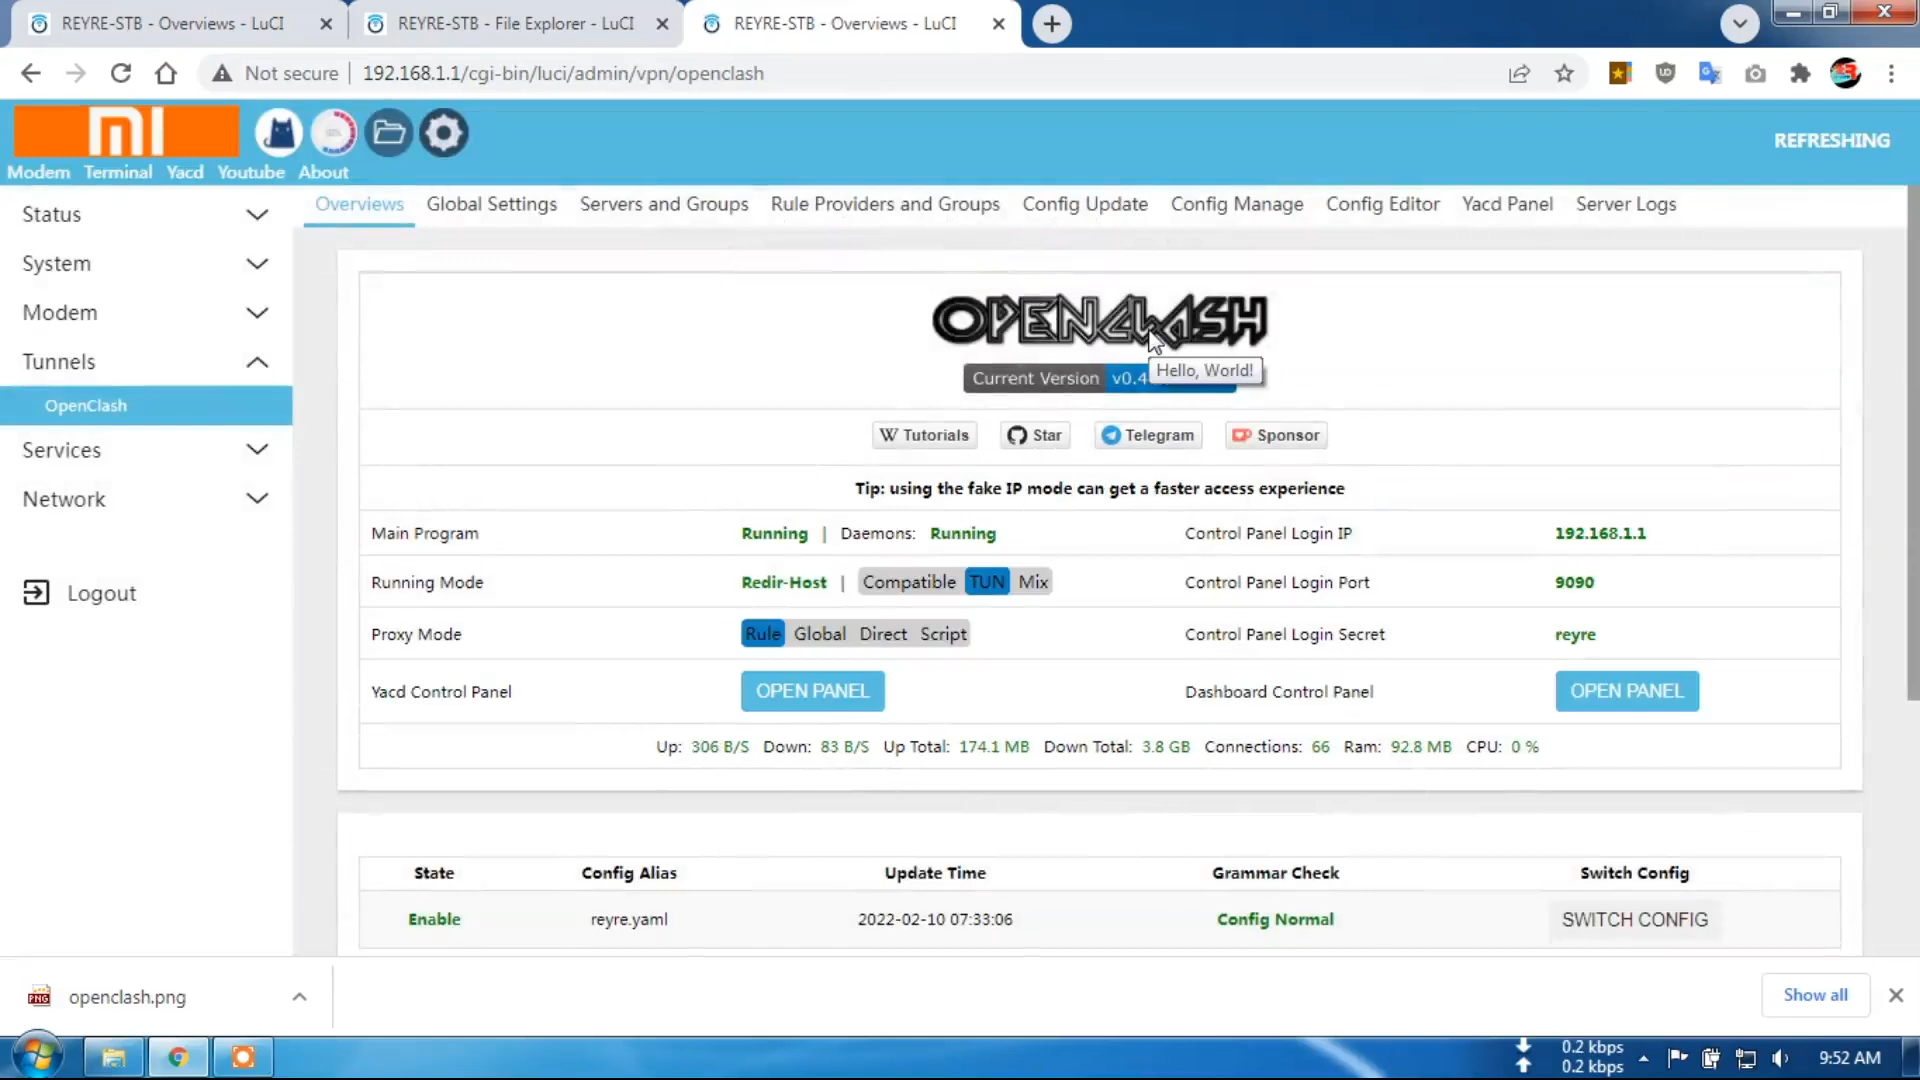 REYRE-STB - Overviews - LuCI
REYRE-STB - File Explorer - LuCI
REYRE-STB - Overviews - LuCI
Not secure | 192.168.1.1/cgi-bin/luci/admin/vpn/openclash
MI
REFRESHING
Modem Terminal Yacd Youtube About
Status
System
Modem
Tunnels
OpenClash
Services
Network
Logout
Overviews Global Settings Servers and Groups Rule Providers and Groups Config Update Config Manage Config Editor Yacd Panel Server Logs
OPENCLASH
Hello, World!
Current Version v0.4
W Tutorials Star Telegram Sponsor
Tip: using the fake IP mode can get a faster access experience
Main Program Running | Daemons: Running Control Panel Login IP 192.168.1.1
Running Mode Redir-Host | Compatible TUN Mix Control Panel Login Port 9090
Proxy Mode Rule Global Direct Script Control Panel Login Secret reyre
Yacd Control Panel OPEN PANEL Dashboard Control Panel OPEN PANEL
Up: 306 B/S Down: 83 B/S Up Total: 174.1 MB Down Total: 3.8 GB Connections: 66 Ram: 92.8 MB CPU: 0 %
State Config Alias Update Time Grammar Check Switch Config
Enable reyre.yaml 2022-02-10 07:33:06 Config Normal SWITCH CONFIG
PNG openclash.png
Show all
0.2 kbps
0.2 kbps
9:52 AM